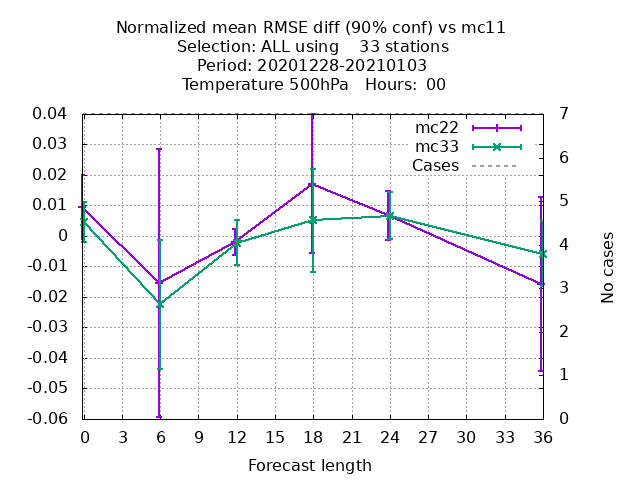 Normalized mean RMSE diff (90% conf) vs mc11
Selection: ALL using    33 stations
Period: 20201228-20210103
Temperature 500hPa   Hours:  00
mc22
mc33
Cases
0.04
0.03
0.02
0.01
0
-0.01
-0.02
-0.03
-0.04
-0.05
-0.06
7
6
5
4
3
2
1
0
No cases
0 3 6 9 12 15 18 21 24 27 30 33 36
Forecast length